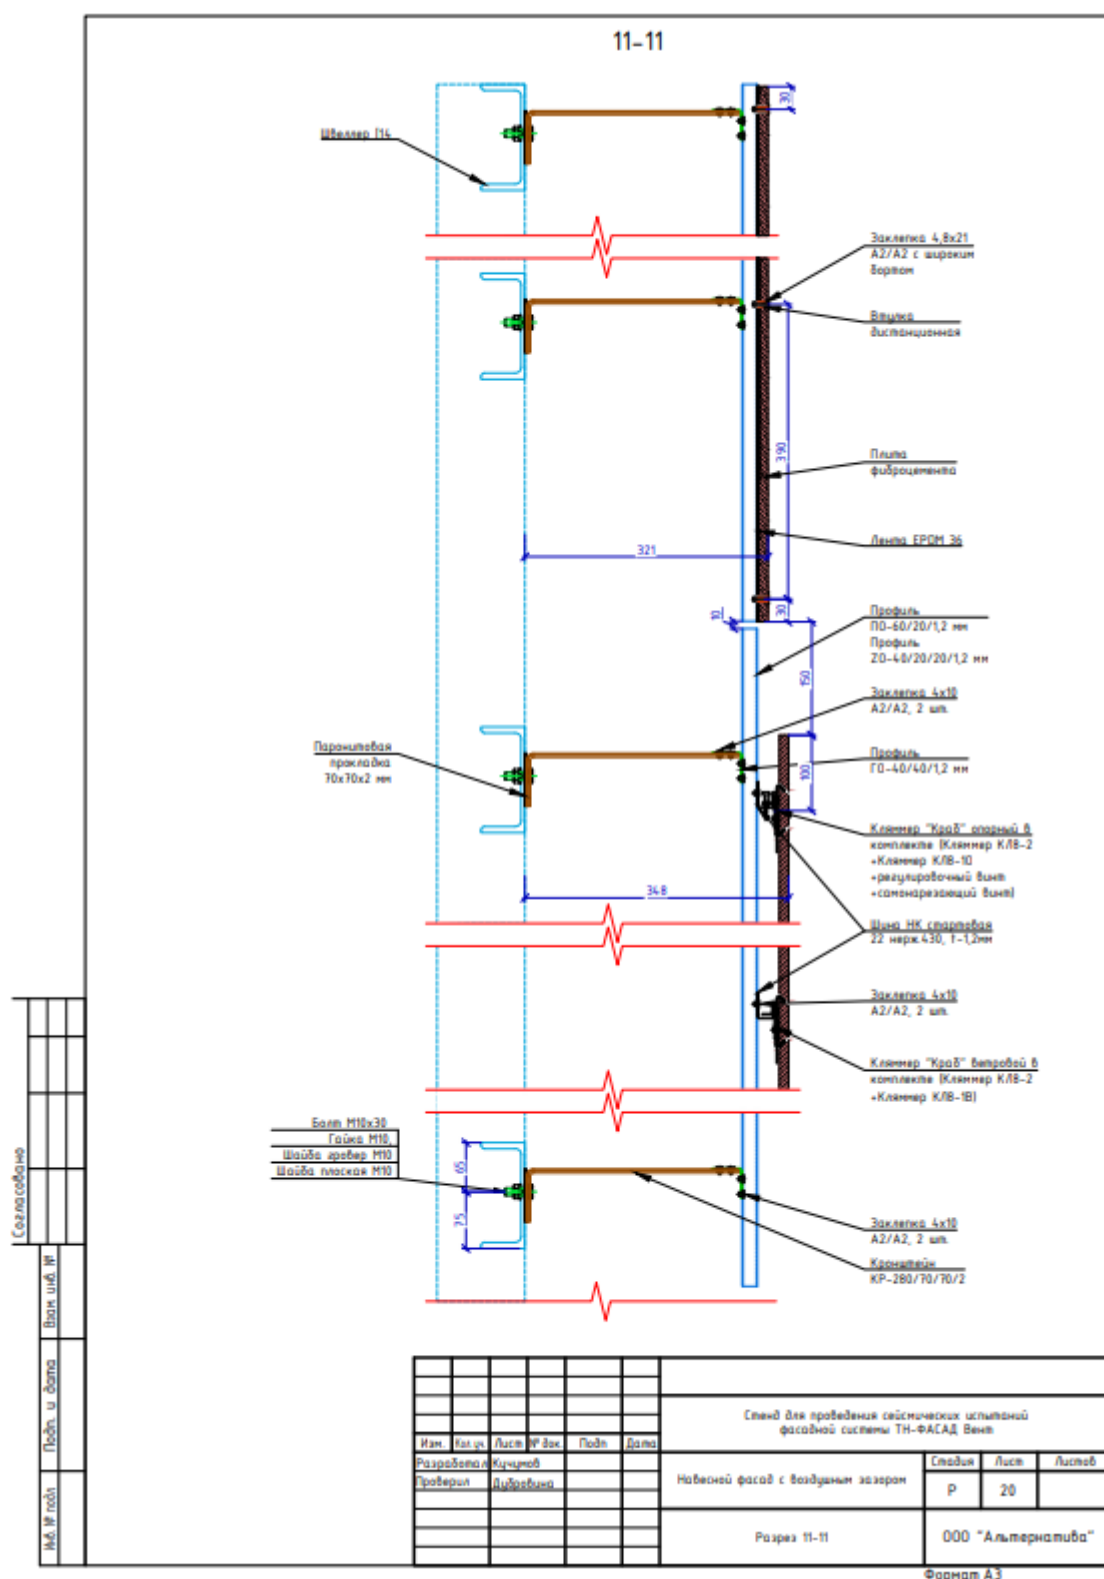 11-11
Швеллер [14
30
Заклепка 4,8х21
А2/А2 с широким
бортом
Втулка
дистанционная
390
Плита
фиброцемента
Лента EPDM 36
321
30
10
Профиль
ПО-60/20/1,2 мм
Профиль
ZО-40/20/20/1,2 мм
150
Заклепка 4х10
А2/А2, 2 шт.
Паронитовая
прокладка
70х70х2 мм
Профиль
ГО-40/40/1,2 мм
100
Кляммер "Краб" опорный в
комплекте (Кляммер КЛ8-2
+Кляммер КЛ8-10
+регулировочный винт
+самонарезающий винт)
348
Шина НК стартовая
22 нерж.430, t-1,2мм
Заклепка 4х10
А2/А2, 2 шт.
Кляммер "Краб" ветровой в
комплекте (Кляммер КЛ8-2
+Кляммер КЛ8-1В)
Болт М10х30
Гайка М10,
Шайба гровер М10
Шайба плоская М10
65
75
Заклепка 4х10
А2/А2, 2 шт.
Кронштейн
КР-280/70/70/2
Согласовано
Взам. инв. №
Подп. и дата
Инв. № подл
Стенд для проведения сейсмических испытаний
фасадной системы ТН-ФАСАД Вент
Изм. Кол.уч. Лист № док. Подп Дата
Разработал Кучумов
Проверил Дубровина
Навесной фасад с воздушным зазором
Стадия Лист Листов
Р 20
Разрез 11-11
ООО "Альтернатива"
Формат А3